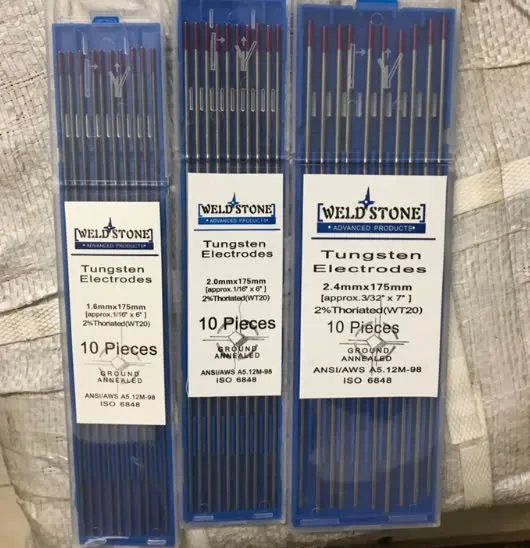 WELD STONE
ADVANCED PRODUCTS
Tungsten
Electrodes
1.6mmx175mm
[approx.1/16" x 6" ]
2%Thoriated(WT20)
10 Pieces
GROUND
ANNEALED
ANSI/AWS A5.12M-98
ISO 6848
WELD STONE
ADVANCED PRODUCTS
Tungsten
Electrodes
2.0mmx175mm
[approx.1/16" x 6" ]
2%Thoriated(WT20)
10 Pieces
GROUND
ANNEALED
ANSI/AWS A5.12M-98
ISO 6848
WELD STONE
ADVANCED PRODUCTS
Tungsten
Electrodes
2.4mmx175mm
[approx.3/32" x 7" ]
2%Thoriated(WT20)
10 Pieces
GROUND
ANNEALED
ANSI/AWS A5.12M-98
ISO 6848